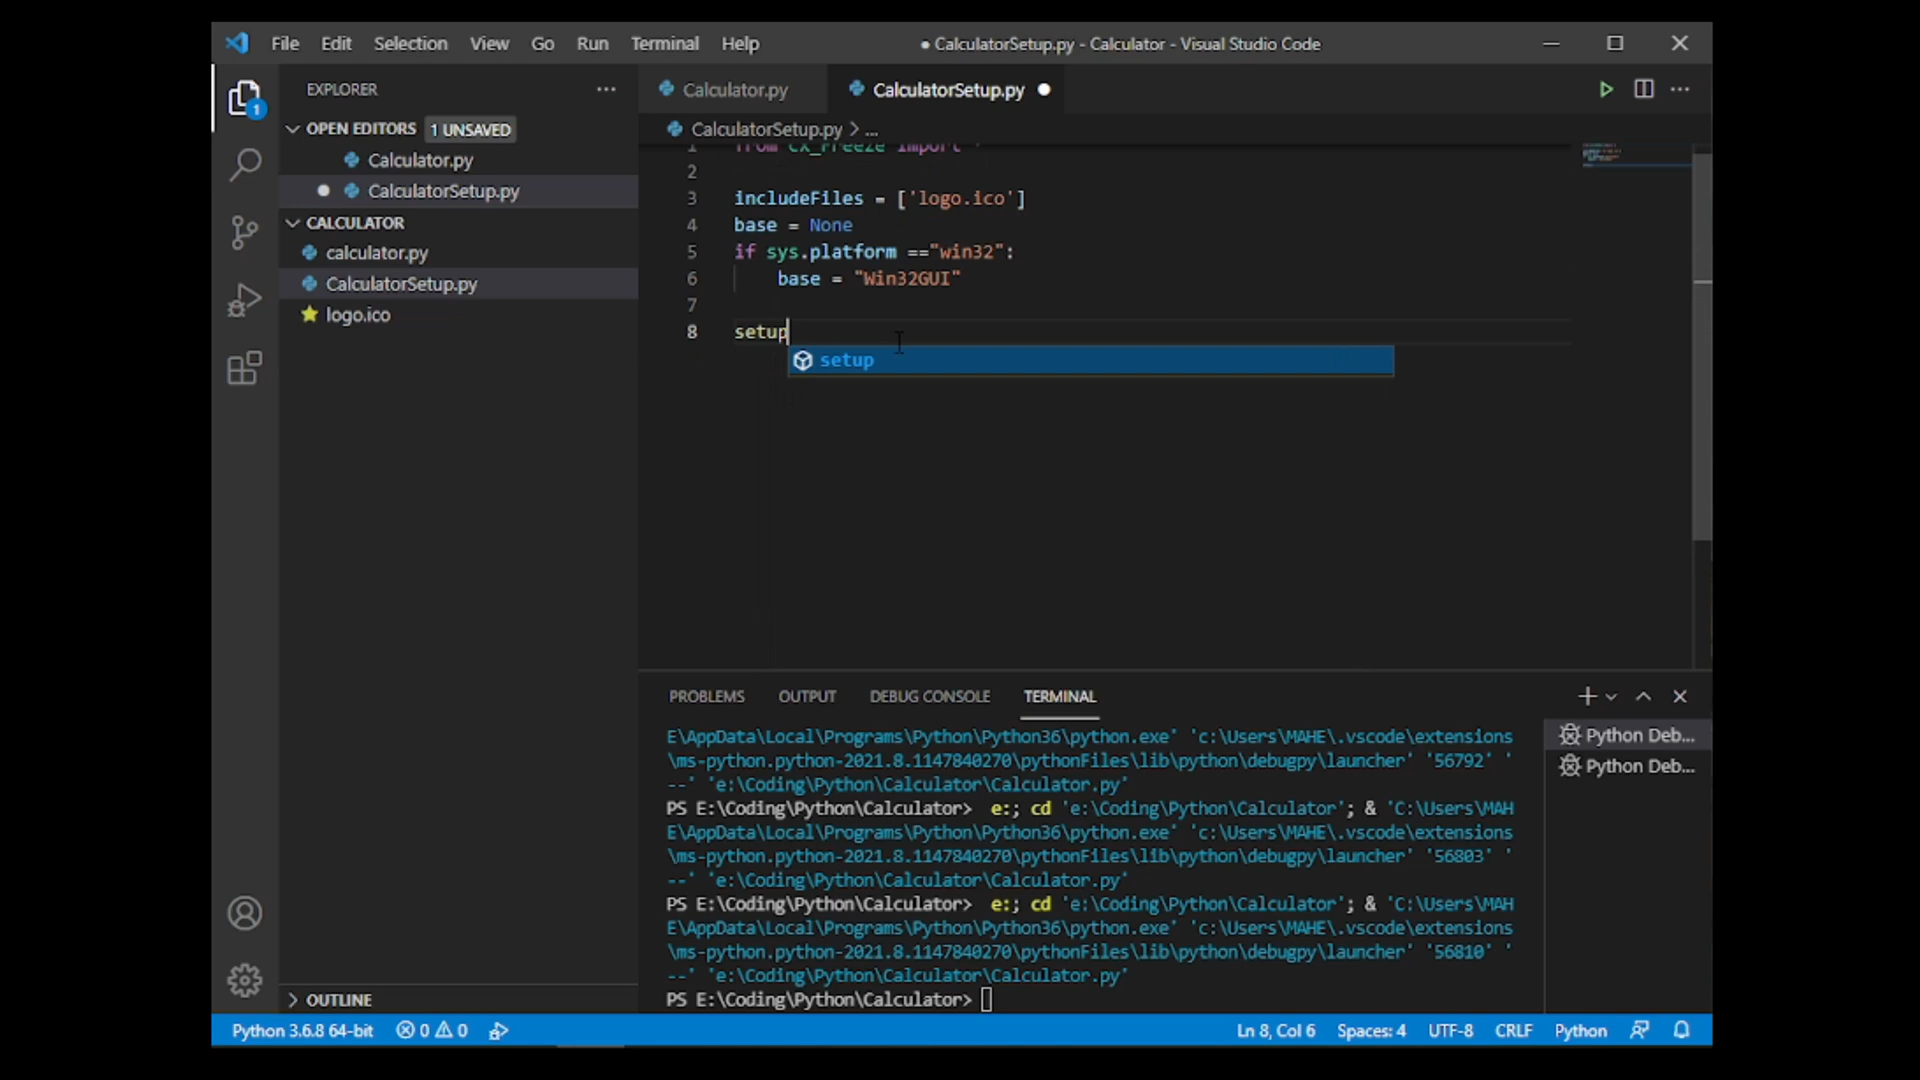 File Edit Selection View Go Run Terminal Help
● CalculatorSetup.py - Calculator - Visual Studio Code
EXPLORER
OPEN EDITORS 1 UNSAVED
Calculator.py
CalculatorSetup.py
CALCULATOR
calculator.py
CalculatorSetup.py
logo.ico
OUTLINE
1
Calculator.py CalculatorSetup.py
CalculatorSetup.py > ...
1 from cx_Freeze import *
2
3 includeFiles = ['logo.ico']
4 base = None
5 if sys.platform =="win32":
6 base = "Win32GUI"
7
8 setup
setup
PROBLEMS OUTPUT DEBUG CONSOLE TERMINAL
E\AppData\Local\Programs\Python\Python36\python.exe' 'c:\Users\MAHE\.vscode\extensions
\ms-python.python-2021.8.1147840270\pythonFiles\lib\python\debugpy\launcher' '56792' '
--' 'e:\Coding\Python\Calculator\Calculator.py'
PS E:\Coding\Python\Calculator> e:; cd 'e:\Coding\Python\Calculator'; & 'C:\Users\MAH
E\AppData\Local\Programs\Python\Python36\python.exe' 'c:\Users\MAHE\.vscode\extensions
\ms-python.python-2021.8.1147840270\pythonFiles\lib\python\debugpy\launcher' '56803' '
--' 'e:\Coding\Python\Calculator\Calculator.py'
PS E:\Coding\Python\Calculator> e:; cd 'e:\Coding\Python\Calculator'; & 'C:\Users\MAH
E\AppData\Local\Programs\Python\Python36\python.exe' 'c:\Users\MAHE\.vscode\extensions
\ms-python.python-2021.8.1147840270\pythonFiles\lib\python\debugpy\launcher' '56810' '
--' 'e:\Coding\Python\Calculator\Calculator.py'
PS E:\Coding\Python\Calculator>
Python Deb...
Python Deb...
Python 3.6.8 64-bit 0 0 Ln 8, Col 6 Spaces: 4 UTF-8 CRLF Python